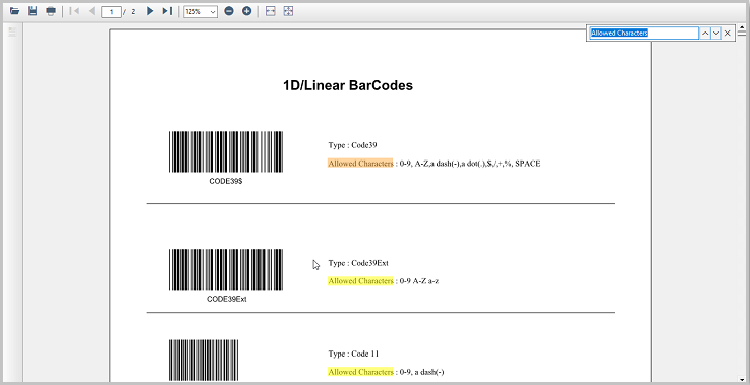 1 / 2 125%
Allowed Characters
1D/Linear BarCodes
Type : Code39
Allowed Characters : 0-9, A-Z,a dash(-),a dot(.),$,/,+,%, SPACE
CODE39$
Type : Code39Ext
Allowed Characters : 0-9 A-Z a-z
CODE39Ext
Type : Code 11
Allowed Characters : 0-9, a dash(-)